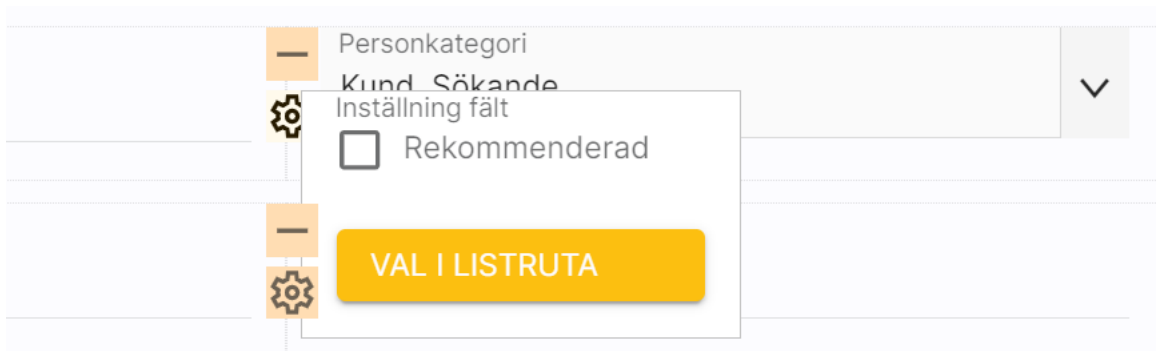 Personkategori
Kund, Sökande
Inställning fält
Rekommenderad
VAL I LISTRUTA